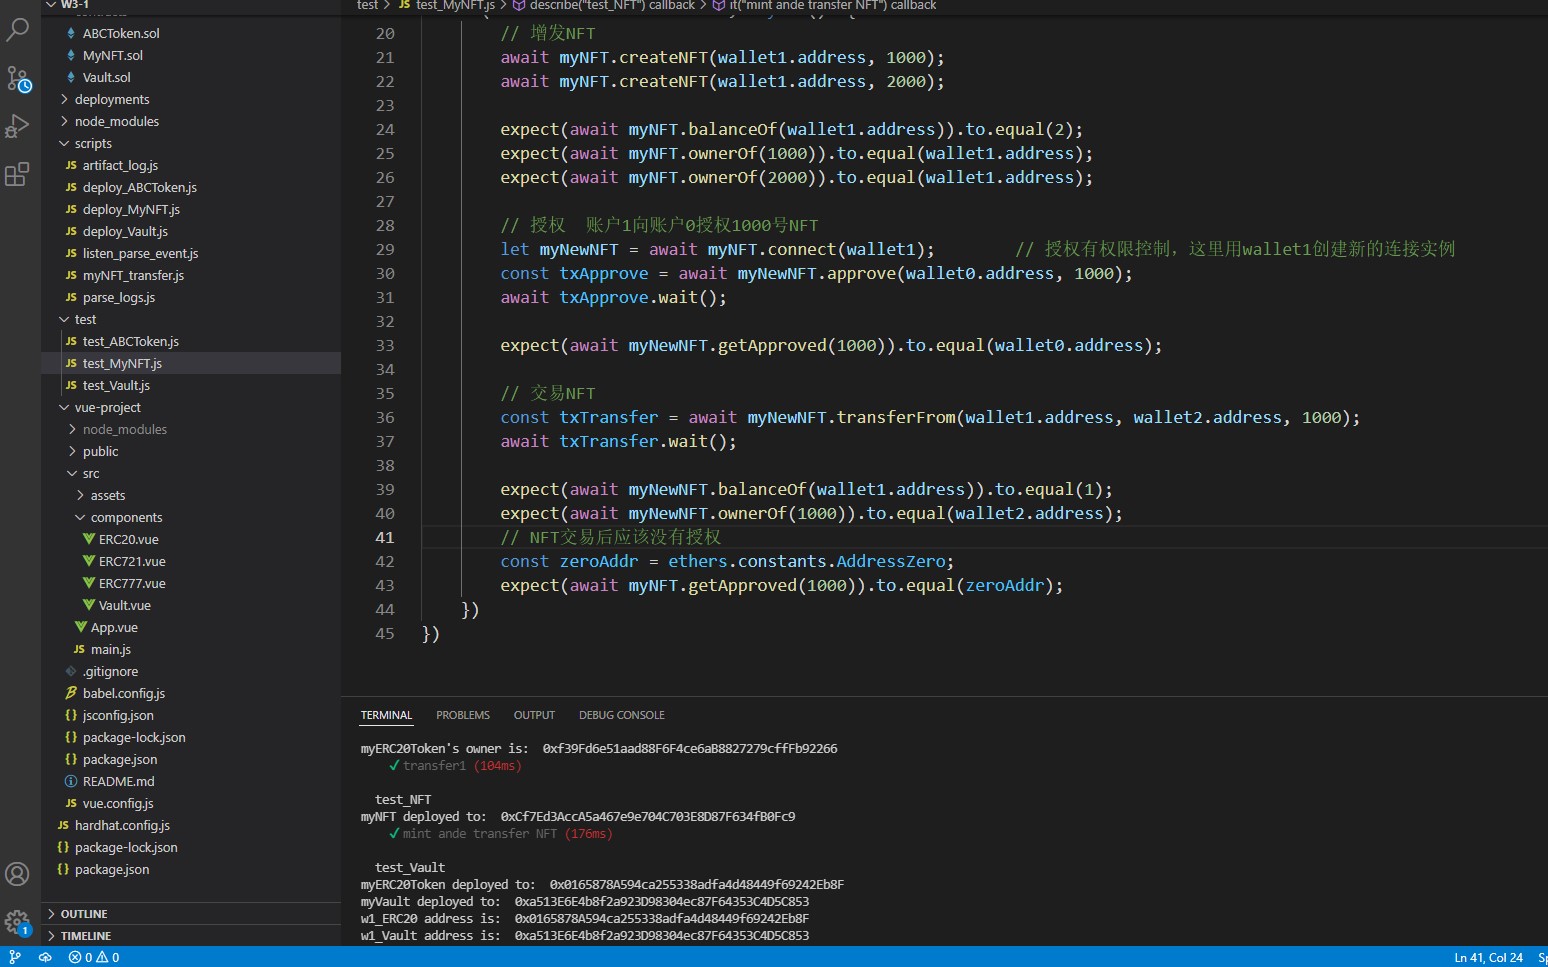 W3-1
ABCToken.sol
MyNFT.sol
Vault.sol
deployments
node_modules
scripts
artifact_log.js
deploy_ABCToken.js
deploy_MyNFT.js
deploy_Vault.js
listen_parse_event.js
myNFT_transfer.js
parse_logs.js
test
test_ABCToken.js
test_MyNFT.js
test_Vault.js
vue-project
node_modules
public
src
assets
components
ERC20.vue
ERC721.vue
ERC777.vue
Vault.vue
App.vue
main.js
.gitignore
babel.config.js
jsconfig.json
package-lock.json
package.json
README.md
vue.config.js
hardhat.config.js
package-lock.json
package.json
OUTLINE
TIMELINE
test > JS test_MyNFT.js > describe("test_NFT") callback > it("mint ande transfer NFT") callback
20 // 增发NFT
21 await myNFT.createNFT(wallet1.address, 1000);
22 await myNFT.createNFT(wallet1.address, 2000);
23
24 expect(await myNFT.balanceOf(wallet1.address)).to.equal(2);
25 expect(await myNFT.ownerOf(1000)).to.equal(wallet1.address);
26 expect(await myNFT.ownerOf(2000)).to.equal(wallet1.address);
27
28 // 授权 账户1向账户0授权1000号NFT
29 let myNewNFT = await myNFT.connect(wallet1); // 授权有权限控制，这里用wallet1创建新的连接实例
30 const txApprove = await myNewNFT.approve(wallet0.address, 1000);
31 await txApprove.wait();
32
33 expect(await myNewNFT.getApproved(1000)).to.equal(wallet0.address);
34
35 // 交易NFT
36 const txTransfer = await myNewNFT.transferFrom(wallet1.address, wallet2.address, 1000);
37 await txTransfer.wait();
38
39 expect(await myNewNFT.balanceOf(wallet1.address)).to.equal(1);
40 expect(await myNewNFT.ownerOf(1000)).to.equal(wallet2.address);
41 // NFT交易后应该没有授权
42 const zeroAddr = ethers.constants.AddressZero;
43 expect(await myNFT.getApproved(1000)).to.equal(zeroAddr);
44 })
45 })
TERMINAL PROBLEMS OUTPUT DEBUG CONSOLE
myERC20Token's owner is: 0xf39Fd6e51aad88F6F4ce6aB8827279cffFb92266
✓ transfer1 (104ms)
test_NFT
myNFT deployed to: 0xCf7Ed3AccA5a467e9e704C703E8D87F634fB0Fc9
✓ mint ande transfer NFT (176ms)
test_Vault
myERC20Token deployed to: 0x0165878A594ca255338adfa4d48449f69242Eb8F
myVault deployed to: 0xa513E6E4b8f2a923D98304ec87F64353C4D5C853
w1_ERC20 address is: 0x0165878A594ca255338adfa4d48449f69242Eb8F
w1_Vault address is: 0xa513E6E4b8f2a923D98304ec87F64353C4D5C853
1
0 0
Ln 41, Col 24